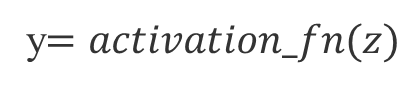 y= activation_fn(z)